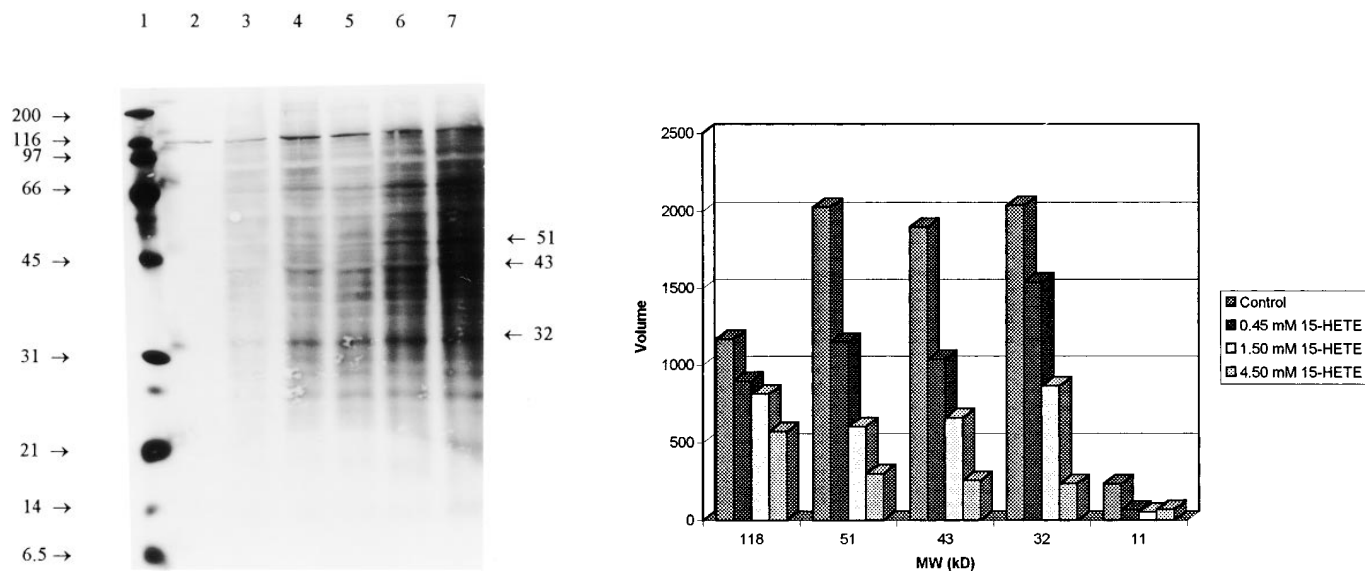 1 2 3 4 5 6 7
200 →
116 →
97 →
66 →
45 →
31 →
21 →
14 →
6.5 →
← 51
← 43
← 32
2500
2000
1500
1000
500
0
Volume
118 51 43 32 11
MW (kD)
Control
0.45 mM 15-HETE
1.50 mM 15-HETE
4.50 mM 15-HETE